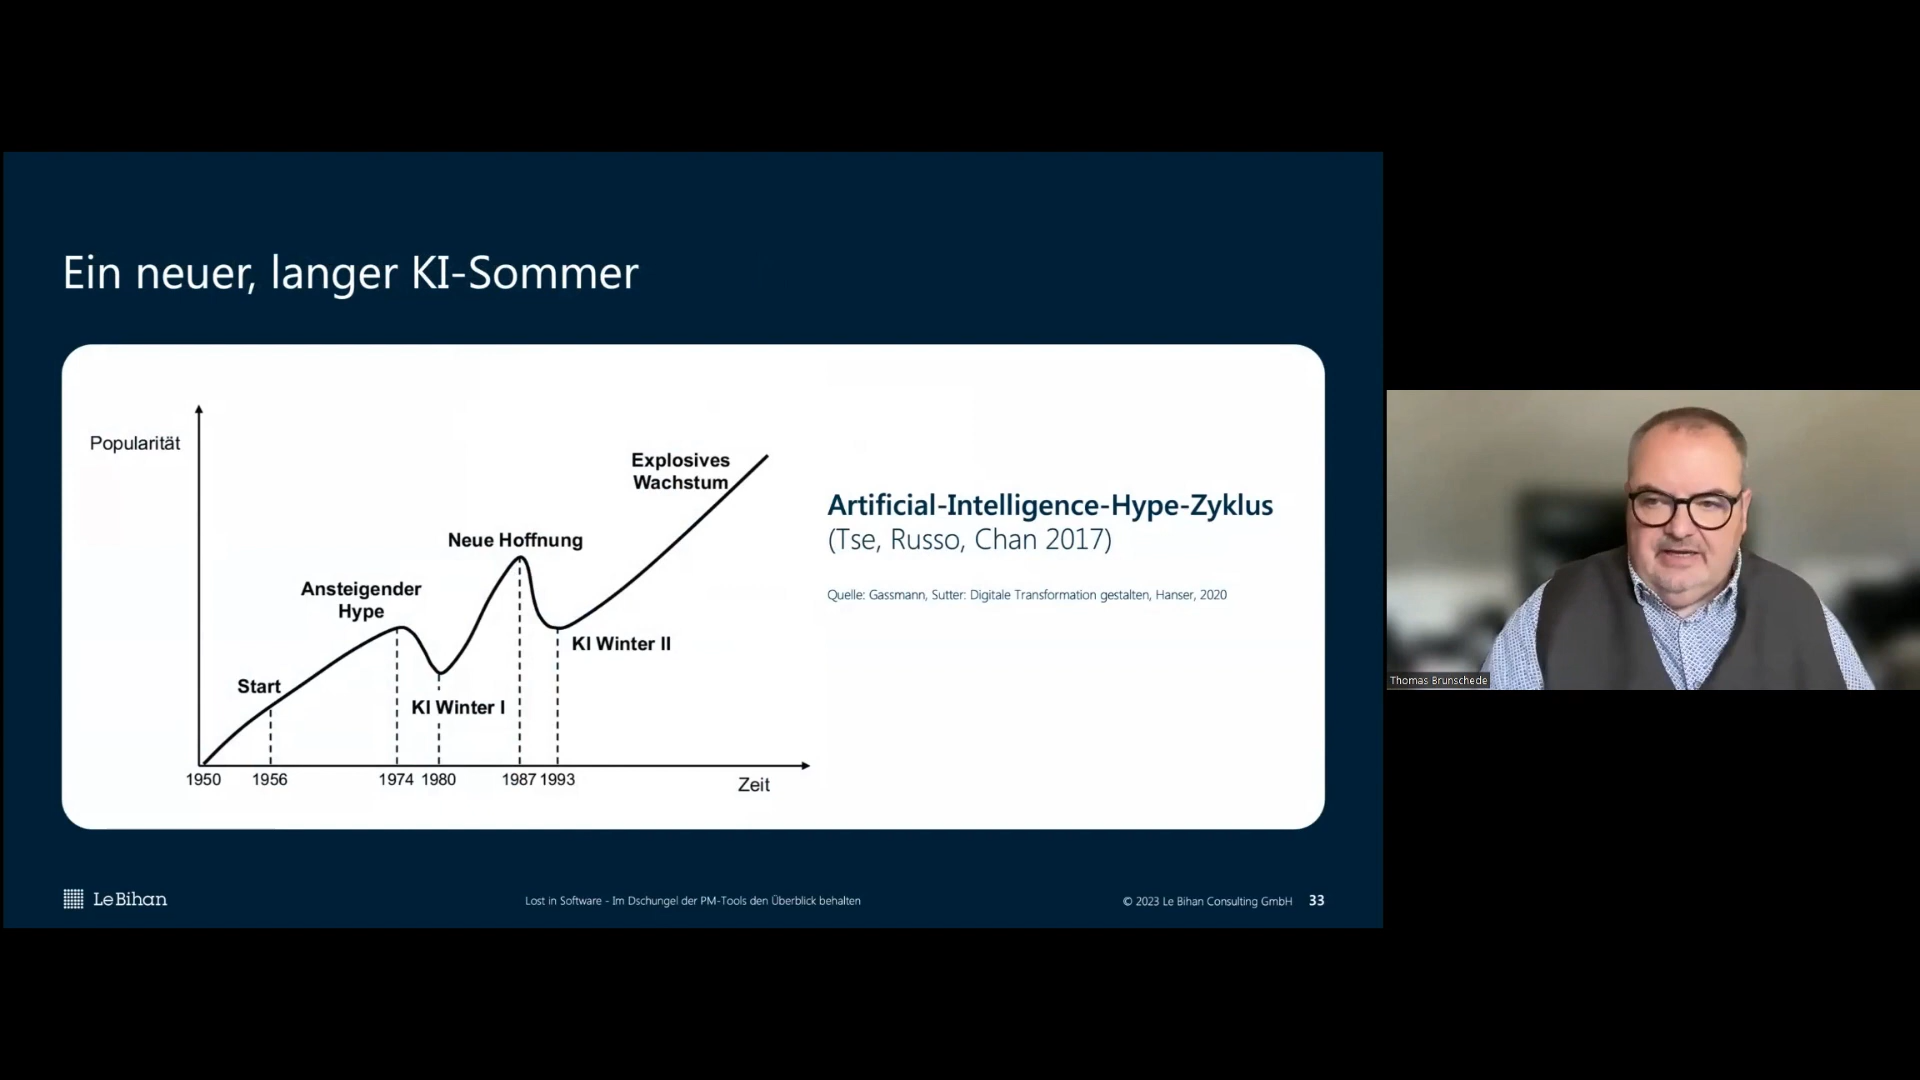 Ein neuer, langer KI-Sommer
Popularität
Explosives
Wachstum
Neue Hoffnung
Ansteigender
Hype
KI Winter II
Start
KI Winter I
1950 1956 1974 1980 1987 1993
Zeit
Artificial-Intelligence-Hype-Zyklus
(Tse, Russo, Chan 2017)
Quelle: Gassmann, Sutter: Digitale Transformation gestalten, Hanser, 2020
Thomas Brunschede
Le Bihan
Lost in Software - Im Dschungel der PM-Tools den Überblick behalten
© 2023 Le Bihan Consulting GmbH 33